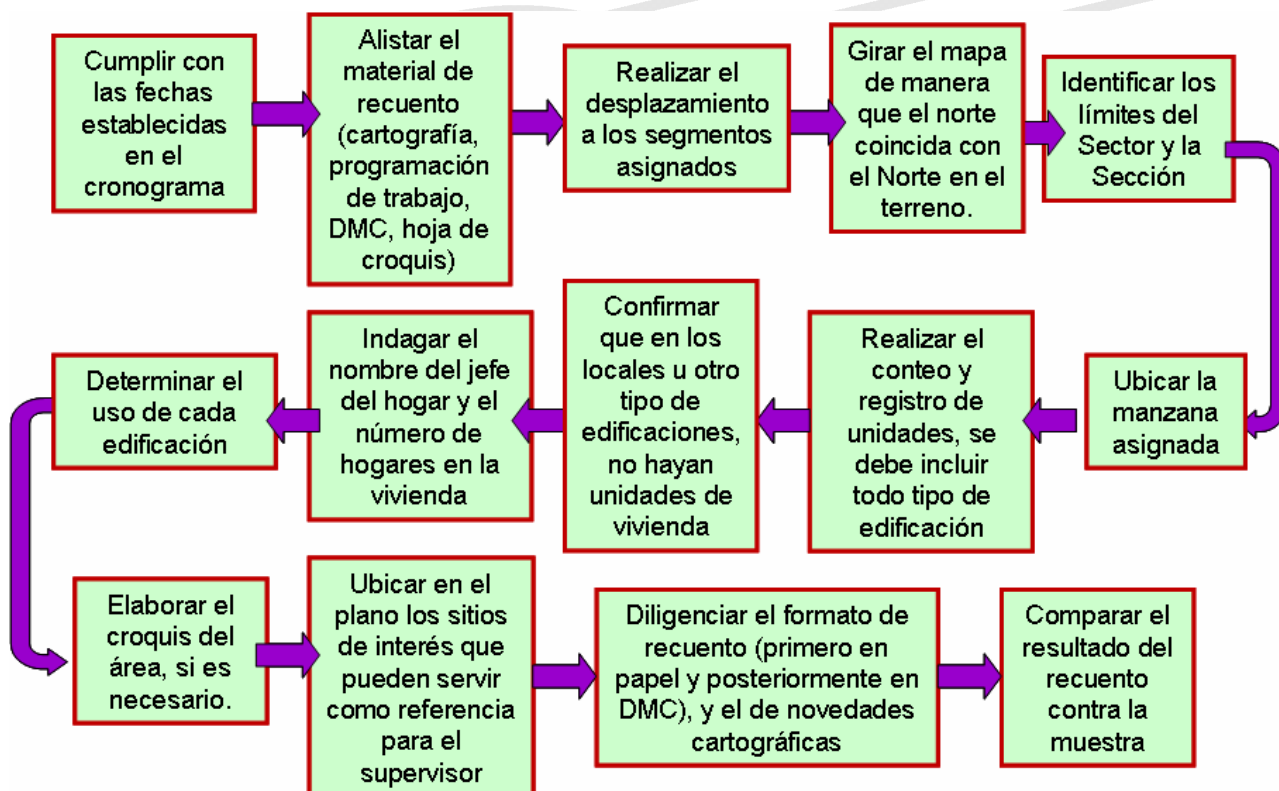 Cumplir con
las fechas
establecidas
en el
cronograma
Alistar el
material de
recuento
(cartografía,
programación
de trabajo,
DMC, hoja de
croquis)
Realizar el
desplazamiento
a los segmentos
asignados
Girar el mapa
de manera
que el norte
coincida con
el Norte en el
terreno.
Identificar los
límites del
Sector y la
Sección
Ubicar la
manzana
asignada
Realizar el
conteo y
registro de
unidades, se
debe incluir
todo tipo de
edificación
Confirmar
que en los
locales u otro
tipo de
edificaciones,
no hayan
unidades de
vivienda
Indagar el
nombre del jefe
del hogar y el
número de
hogares en la
vivienda
Determinar el
uso de cada
edificación
Elaborar el
croquis del
área, si es
necesario.
Ubicar en el
plano los sitios
de interés que
pueden servir
como referencia
para el
supervisor
Diligenciar el formato de
recuento (primero en
papel y posteriormente en
DMC), y el de novedades
cartográficas
Comparar el
resultado del
recuento
contra la
muestra